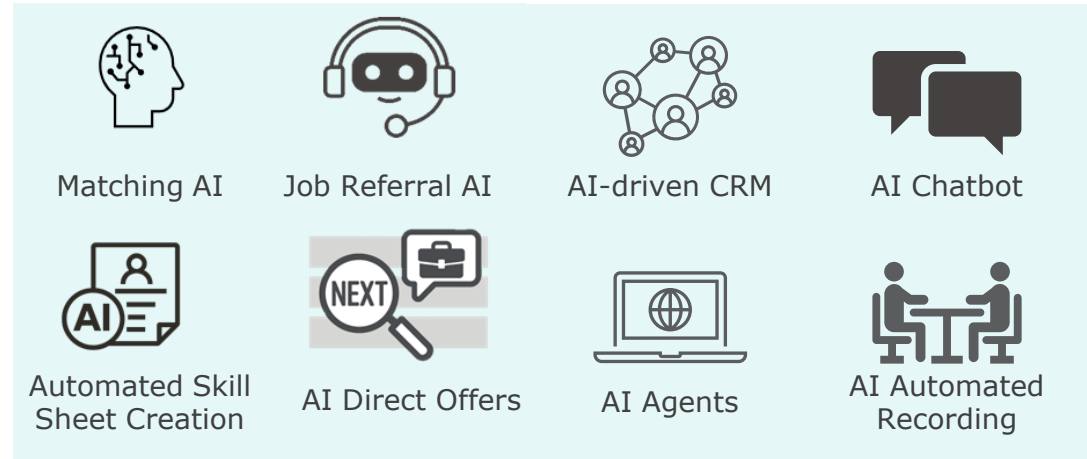 Matching AI
Job Referral AI
AI-driven CRM
AI Chatbot
AI
NEXT
Automated Skill
Sheet Creation
AI Direct Offers
AI Agents
AI Automated
Recording